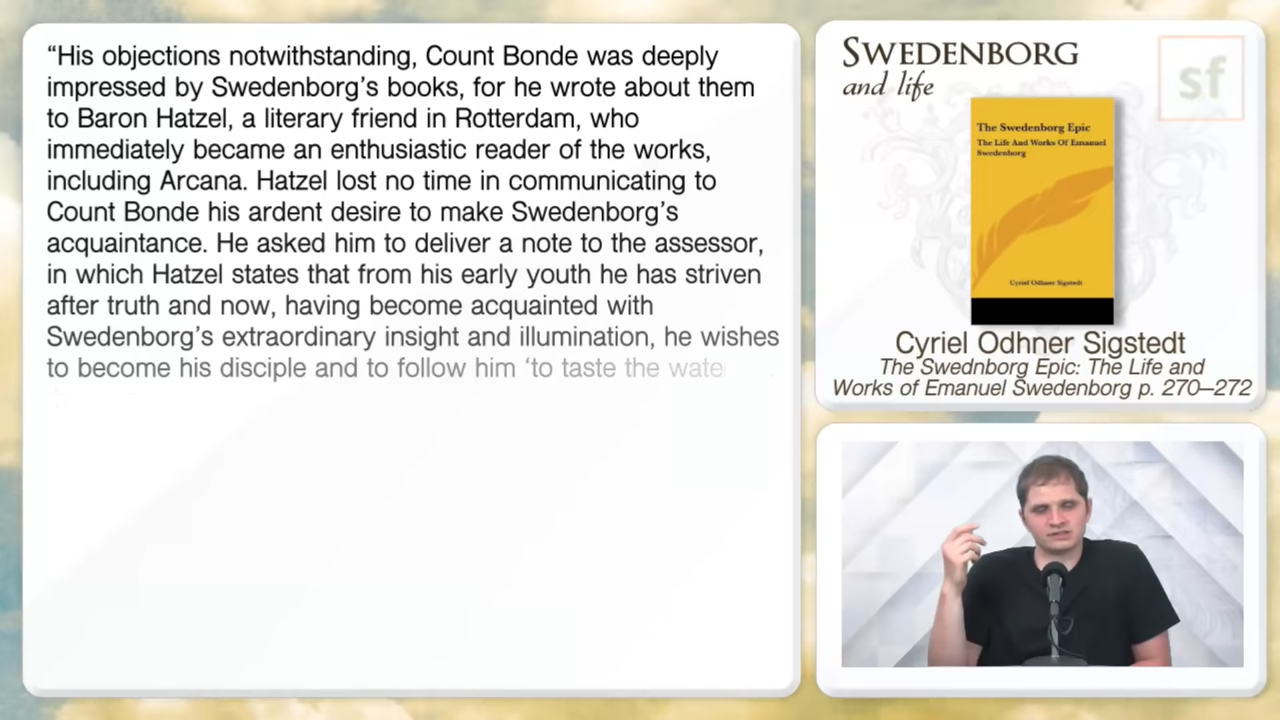 “His objections notwithstanding, Count Bonde was deeply
impressed by Swedenborg’s books, for he wrote about them
to Baron Hatzel, a literary friend in Rotterdam, who
immediately became an enthusiastic reader of the works,
including Arcana. Hatzel lost no time in communicating to
Count Bonde his ardent desire to make Swedenborg’s
acquaintance. He asked him to deliver a note to the assessor,
in which Hatzel states that from his early youth he has striven
after truth and now, having become acquainted with
Swedenborg’s extraordinary insight and illumination, he wishes
to become his disciple and to follow him ‘to taste the wate
SWEDENBORG
and life
sf
The Swedenborg Epic
The Life And Works Of Emanuel
Swedenborg
Cyriel Odhner Sigstedt
Cyriel Odhner Sigstedt
The Swednborg Epic: The Life and
Works of Emanuel Swedenborg p. 270–272